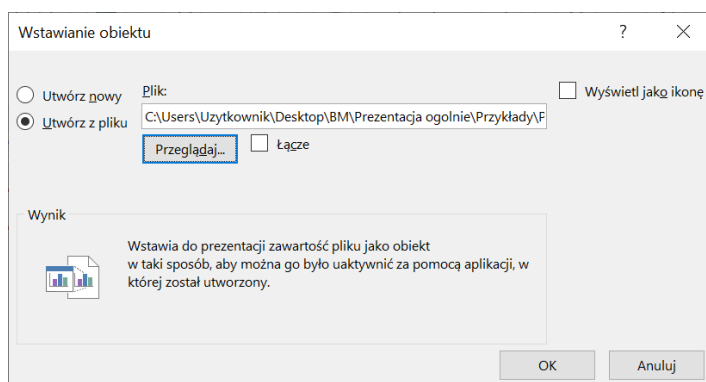 Wstawianie obiektu
?
Utwórz nowy
Utwórz z pliku
Plik:
C:\Users\Uzytkownik\Desktop\BM\Prezentacja ogolnie\Przykłady\P
Przeglądaj...
Łącze
Wyświetl jako ikonę
Wynik
Wstawia do prezentacji zawartość pliku jako obiekt
w taki sposób, aby można go było uaktywnić za pomocą aplikacji, w
której został utworzony.
OK
Anuluj